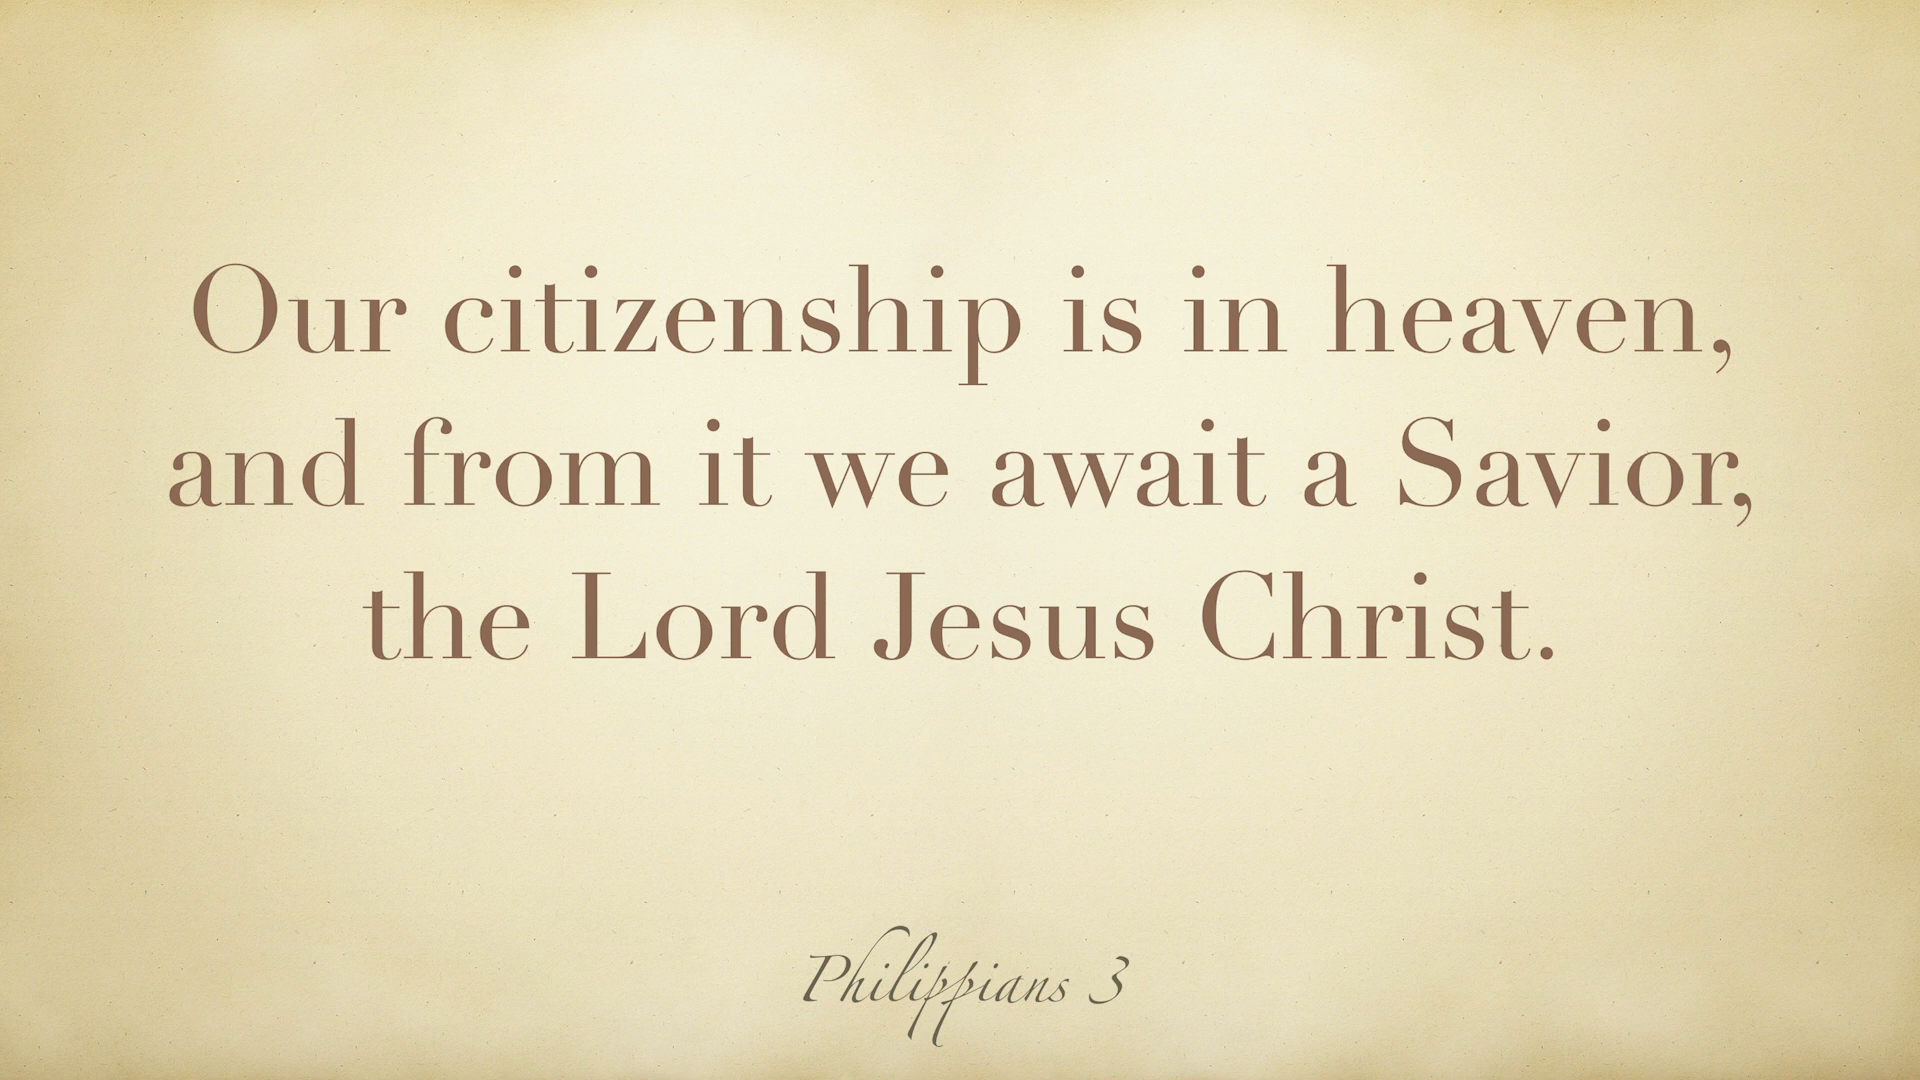 Our citizenship is in heaven,
and from it we await a Savior,
the Lord Jesus Christ.
Philippians 3